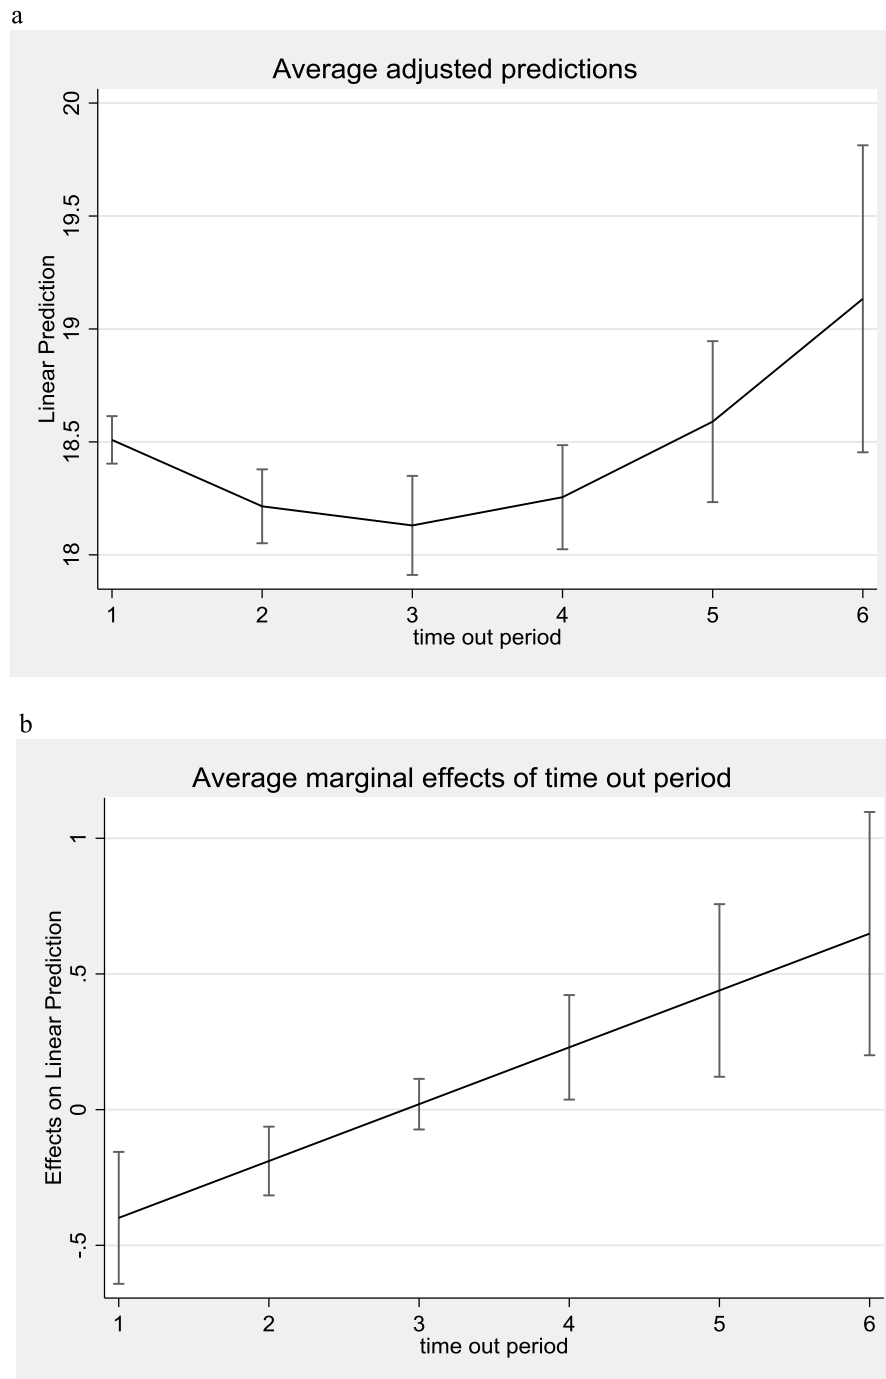 a
Average adjusted predictions
Linear Prediction
20
19.5
19
18.5
18
1 2 3 4 5 6
time out period
b
Average marginal effects of time out period
Effects on Linear Prediction
1
.5
0
-.5
1 2 3 4 5 6
time out period